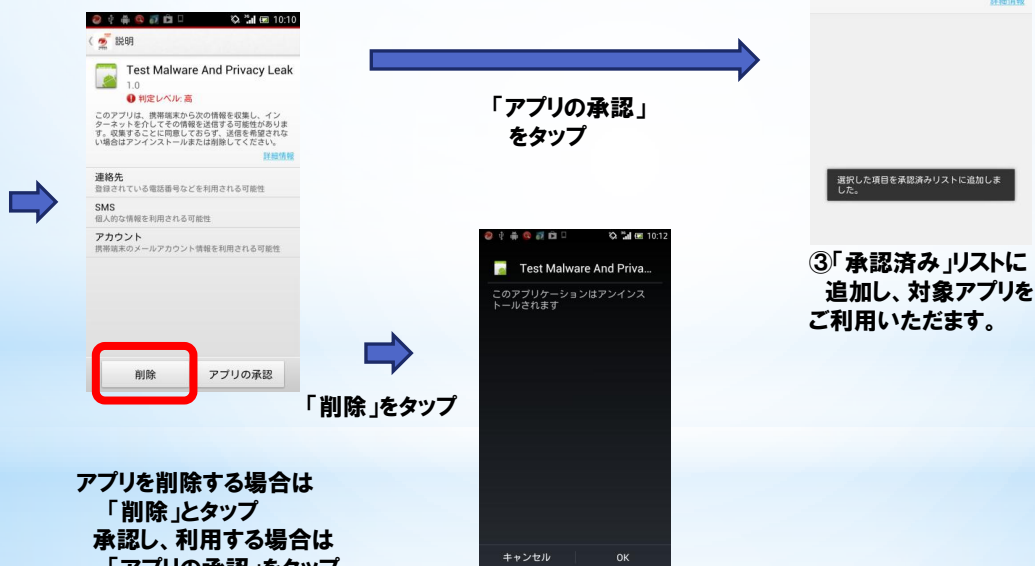 10:10
説明
Test Malware And Privacy Leak
1.0
判定レベル: 高
このアプリは、携帯端末から次の情報を収集し、イン
ターネットを介してその情報を送信する可能性がありま
す。収集することに同意しておらず、送信を希望されな
い場合はアンインストールまたは削除してください。
詳細情報
連絡先
登録されている電話番号などを利用される可能性
SMS
個人的な情報を利用される可能性
アカウント
携帯端末のメールアカウント情報を利用される可能性
削除
アプリの承認
「アプリの承認」
をタップ
「削除」をタップ
アプリを削除する場合は
「削除」とタップ
承認し、利用する場合は
「アプリの承認」をタップ
10:12
Test Malware And Priva...
このアプリケーションはアンインス
トールされます
キャンセル
OK
詳細情報
選択した項目を承認済みリストに追加しま
した。
③「承認済み」リストに
追加し、対象アプリを
ご利用いただます。